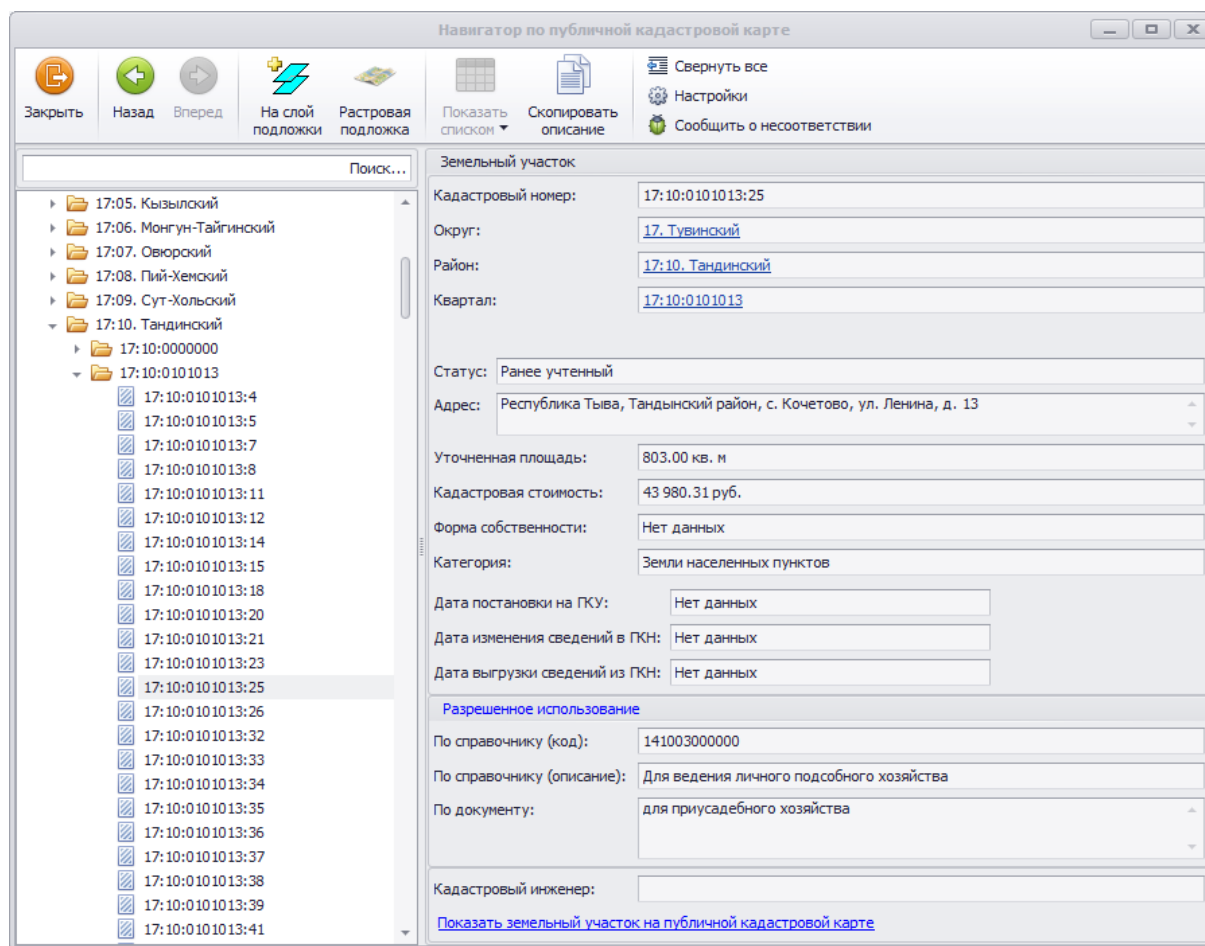 Навигатор по публичной кадастровой карте
Закрыть
Назад
Вперед
На слой
подложки
Растровая
подложка
Показать
списком
Скопировать
описание
Свернуть все
Настройки
Сообщить о несоответствии
Поиск...
17:05. Кызылский
17:06. Монгун-Тайгинский
17:07. Овюрский
17:08. Пий-Хемский
17:09. Сут-Хольский
17:10. Тандинский
17:10:0000000
17:10:0101013
17:10:0101013:4
17:10:0101013:5
17:10:0101013:7
17:10:0101013:8
17:10:0101013:11
17:10:0101013:12
17:10:0101013:14
17:10:0101013:15
17:10:0101013:18
17:10:0101013:20
17:10:0101013:21
17:10:0101013:23
17:10:0101013:25
17:10:0101013:26
17:10:0101013:32
17:10:0101013:33
17:10:0101013:34
17:10:0101013:35
17:10:0101013:36
17:10:0101013:37
17:10:0101013:38
17:10:0101013:39
17:10:0101013:41
Земельный участок
Кадастровый номер: 17:10:0101013:25
Округ: 17. Тувинский
Район: 17:10. Тандинский
Квартал: 17:10:0101013
Статус: Ранее учтенный
Адрес: Республика Тыва, Тандынский район, с. Кочетово, ул. Ленина, д. 13
Уточненная площадь: 803.00 кв. м
Кадастровая стоимость: 43 980.31 руб.
Форма собственности: Нет данных
Категория: Земли населенных пунктов
Дата постановки на ГКУ: Нет данных
Дата изменения сведений в ГКН: Нет данных
Дата выгрузки сведений из ГКН: Нет данных
Разрешенное использование
По справочнику (код): 141003000000
По справочнику (описание): Для ведения личного подсобного хозяйства
По документу: для приусадебного хозяйства
Кадастровый инженер:
Показать земельный участок на публичной кадастровой карте